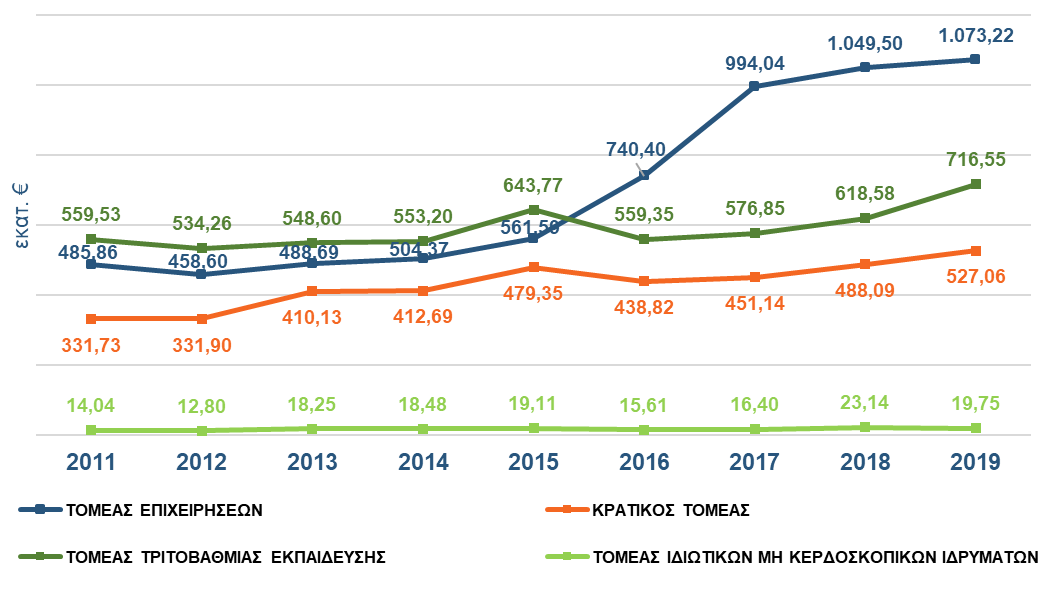 1.073,22
1.049,50
994,04
740,40
716,55
643,77
618,58
559,53 534,26 548,60 553,20 559,35 576,85
εκατ. €
485,86 458,60 488,69 504,37
527,06
479,35 438,82 451,14 488,09
410,13 412,69
331,73 331,90
14,04 12,80 18,25 18,48 19,11 15,61 16,40 23,14 19,75
2011 2012 2013 2014 2015 2016 2017 2018 2019
ΤΟΜΕΑΣ ΕΠΙΧΕΙΡΗΣΕΩΝ ΚΡΑΤΙΚΟΣ ΤΟΜΕΑΣ
ΤΟΜΕΑΣ ΤΡΙΤΟΒΑΘΜΙΑΣ ΕΚΠΑΙΔΕΥΣΗΣ ΤΟΜΕΑΣ ΙΔΙΩΤΙΚΩΝ ΜΗ ΚΕΡΔΟΣΚΟΠΙΚΩΝ ΙΔΡΥΜΑΤΩΝ